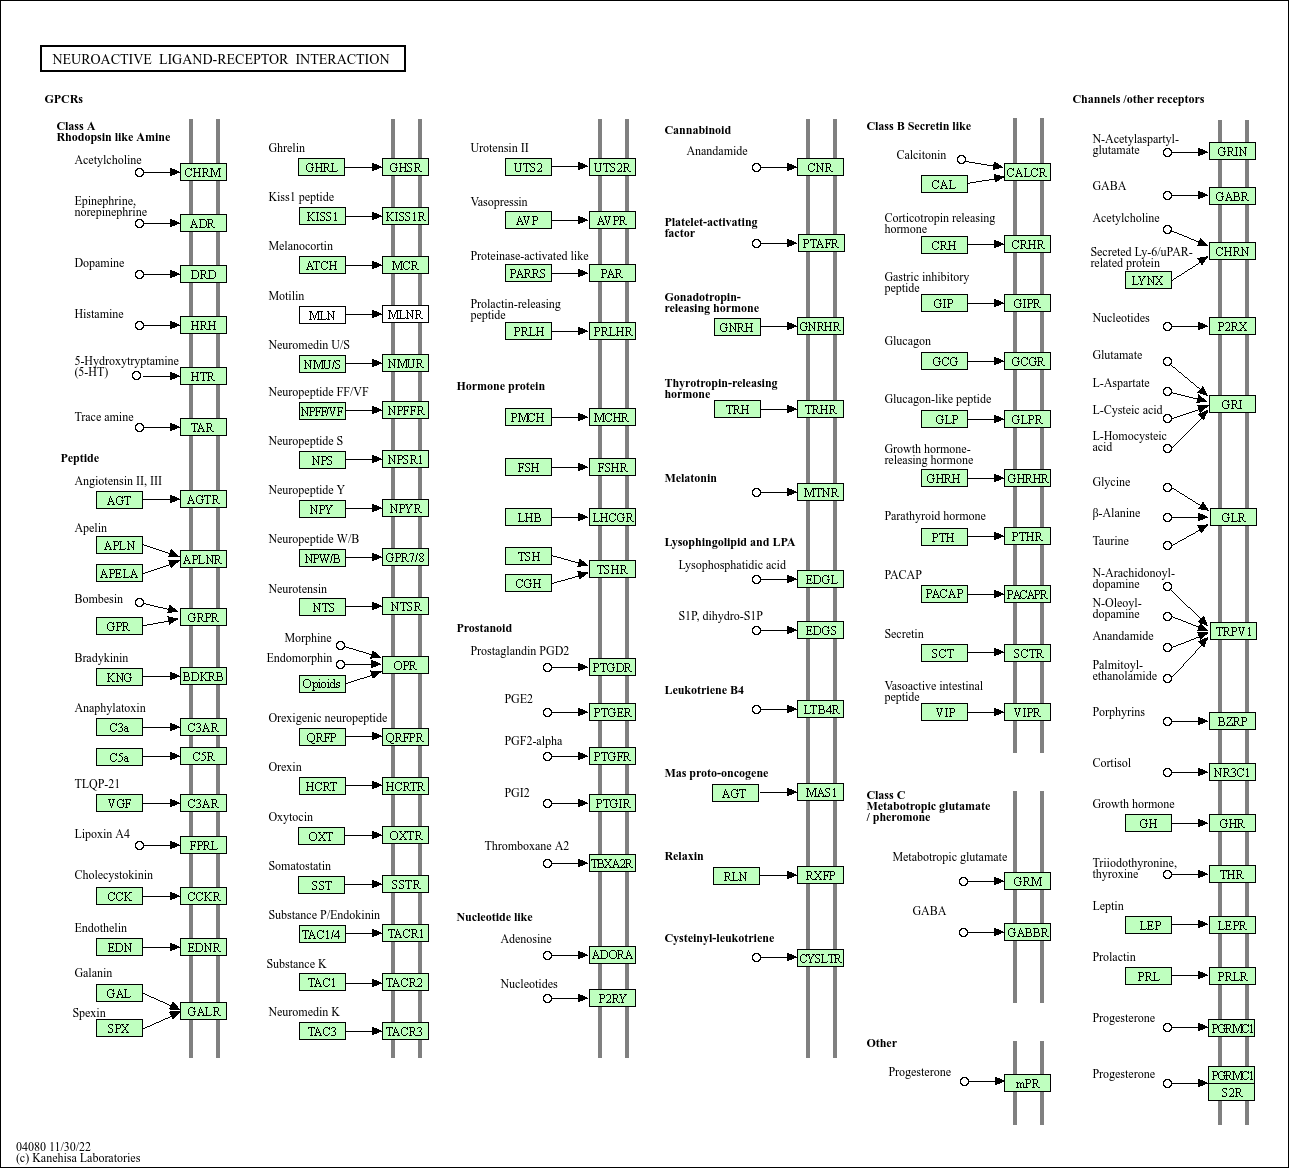 NEUROACTIVE LIGAND-RECEPTOR INTERACTION
GPCRs
Class A
Rhodopsin like Amine
Acetylcholine
CHRM
Epinephrine,
norepinephrine
ADR
Dopamine
DRD
Histamine
HRH
5-Hydroxytryptamine
(5-HT)
HTR
Trace amine
TAR
Peptide
Angiotensin II, III
AGT
AGTR
Apelin
APLN
APELA
APLNR
Bombesin
GPR
GRPR
Bradykinin
KNG
BDKRB
Anaphylatoxin
C3a
C3AR
C5a
C5R
TLQP-21
VGF
C3AR
Lipoxin A4
FPRL
Cholecystokinin
CCK
CCKR
Endothelin
EDN
EDNR
Galanin
GAL
Spexin
SPX
GALR
Ghrelin
GHRL
GHSR
Kiss1 peptide
KISS1
KISS1R
Melanocortin
ATCH
MCR
Motilin
MLN
MLNR
Neuromedin U/S
NMU/S
NMUR
Neuropeptide FF/VF
NPFF/VF
NPFFR
Neuropeptide S
NPS
NPSR1
Neuropeptide Y
NPY
NPYR
Neuropeptide W/B
NPW/B
GPR7/8
Neurotensin
NTS
NTSR
Morphine
Endomorphin
Opioids
OPR
Orexigenic neuropeptide
QRFP
QRFPR
Orexin
HCRT
HCRTR
Oxytocin
OXT
OXTR
Somatostatin
SST
SSTR
Substance P/Endokinin
TAC1/4
TACR1
Substance K
TAC1
TACR2
Neuromedin K
TAC3
TACR3
Urotensin II
UTS2
UTS2R
Vasopressin
AVP
AVPR
Proteinase-activated like
PARRS
PAR
Prolactin-releasing
peptide
PRLH
PRLHR
Hormone protein
PMCH
MCHR
FSH
FSHR
LHB
LHCGR
TSH
CGH
TSHR
Prostanoid
Prostaglandin PGD2
PTGDR
PGE2
PTGER
PGF2-alpha
PTGFR
PGI2
PTGIR
Thromboxane A2
TBXA2R
Nucleotide like
Adenosine
ADORA
Nucleotides
P2RY
Cannabinoid
Anandamide
CNR
Platelet-activating
factor
PTAFR
Gonadotropin-
releasing hormone
GNRH
GNRHR
Thyrotropin-releasing
hormone
TRH
TRHR
Melatonin
MTNR
Lysophingolipid and LPA
Lysophosphatidic acid
EDGL
S1P, dihydro-S1P
EDGS
Leukotriene B4
LTB4R
Mas proto-oncogene
AGT
MAS1
Relaxin
RLN
RXFP
Cysteinyl-leukotriene
CYSLTR
Class B Secretin like
Calcitonin
CAL
CALCR
Corticotropin releasing
hormone
CRH
CRHR
Gastric inhibitory
peptide
GIP
GIPR
Glucagon
GCG
GCGR
Glucagon-like peptide
GLP
GLPR
Growth hormone-
releasing hormone
GHRH
GHRHR
Parathyroid hormone
PTH
PTHR
PACAP
PACAP
PACAPR
Secretin
SCT
SCTR
Vasoactive intestinal
peptide
VIP
VIPR
Class C
Metabotropic glutamate
/ pheromone
Metabotropic glutamate
GRM
GABA
GABBR
Other
Progesterone
mPR
Channels /other receptors
N-Acetylaspartyl-
glutamate
GRIN
GABA
GABR
Acetylcholine
CHRN
Secreted Ly-6/uPAR-
related protein
LYNX
Nucleotides
P2RX
Glutamate
L-Aspartate
L-Cysteic acid
GRI
L-Homocysteic
acid
Glycine
β-Alanine
GLR
Taurine
N-Arachidonoyl-
dopamine
N-Oleoyl-
dopamine
Anandamide
TRPV1
Palmitoyl-
ethanolamide
Porphyrins
BZRP
Cortisol
NR3C1
Growth hormone
GH
GHR
Triiodothyronine,
thyroxine
THR
Leptin
LEP
LEPR
Prolactin
PRL
PRLR
Progesterone
PGRMC1
Progesterone
PGRMC1
S2R
04080 11/30/22
(c) Kanehisa Laboratories